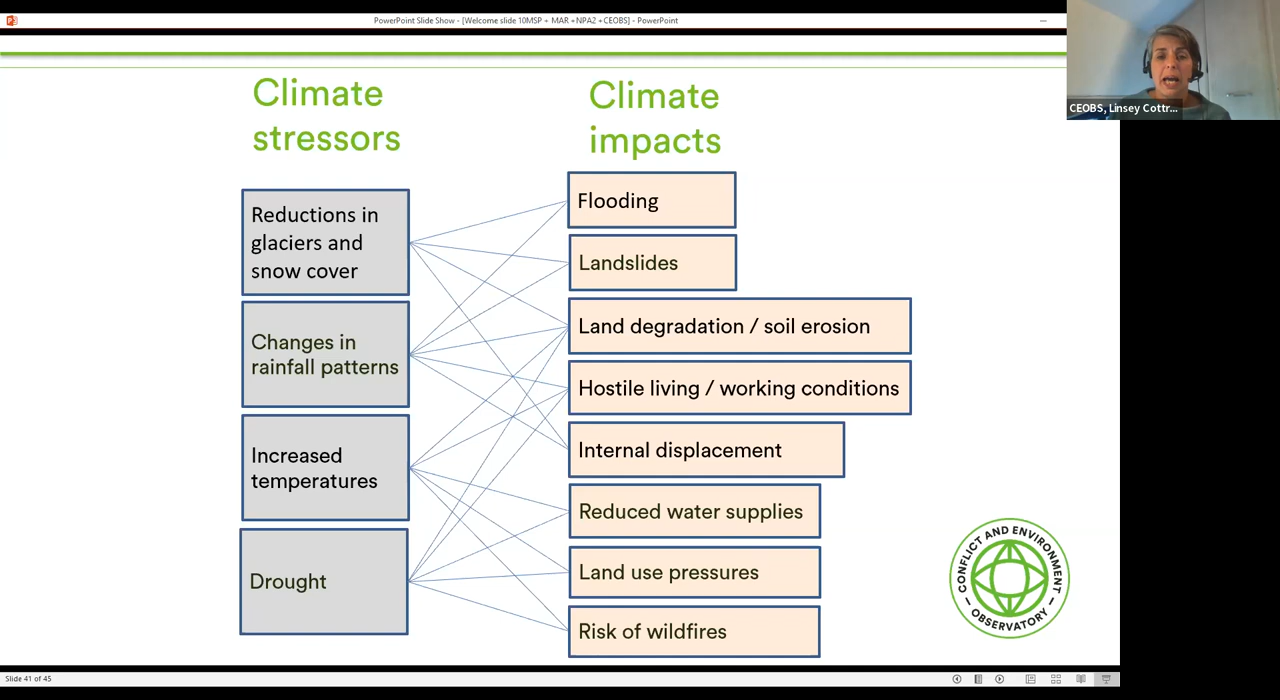 PowerPoint Slide Show - [Welcome slide 10MSP + MAR +NPA2 +CEOBS] - PowerPoint
CEOBS, Linsey Cottr...
Climate
stressors
Climate
impacts
Reductions in
glaciers and
snow cover
Changes in
rainfall patterns
Increased
temperatures
Drought
Flooding
Landslides
Land degradation / soil erosion
Hostile living / working conditions
Internal displacement
Reduced water supplies
Land use pressures
Risk of wildfires
CONFLICT AND ENVIRONMENT
– OBSERVATORY –
Slide 41 of 45